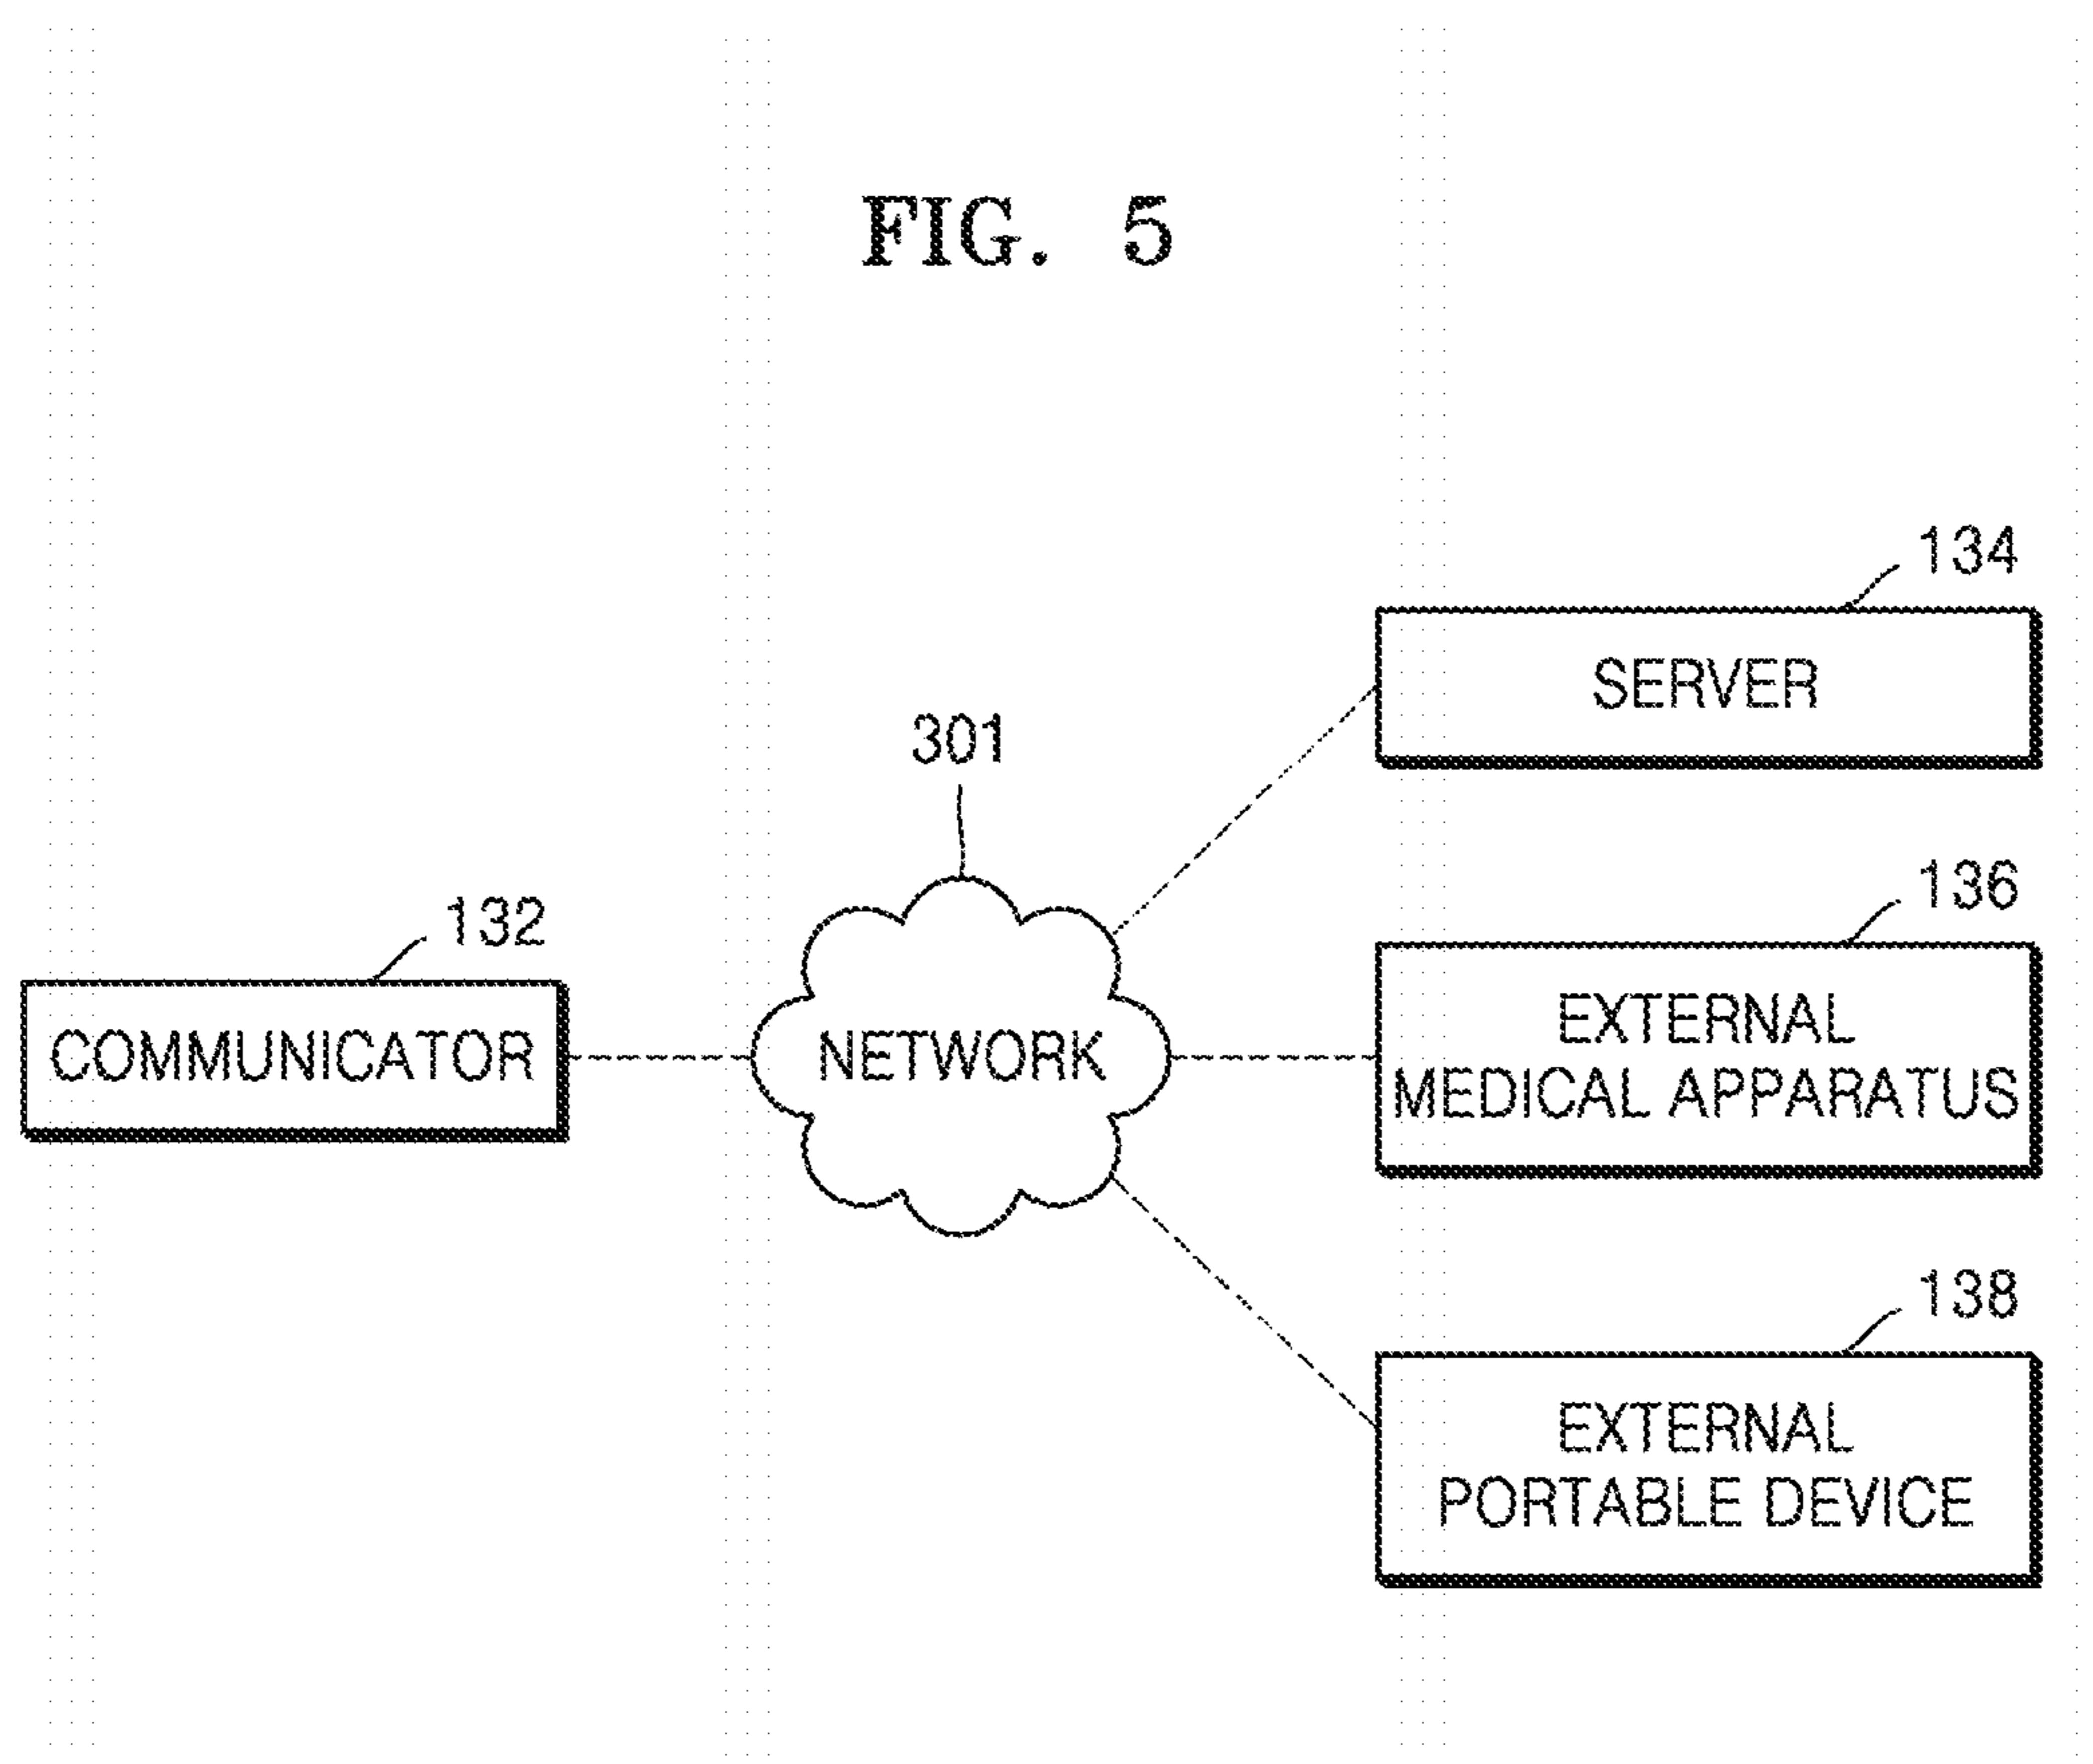 FIG. 5
134
SERVER
301
136
132
EXTERNAL
MEDICAL APPARATUS
COMMUNICATOR
NETWORK
138
EXTERNAL
PORTABLE DEVICE